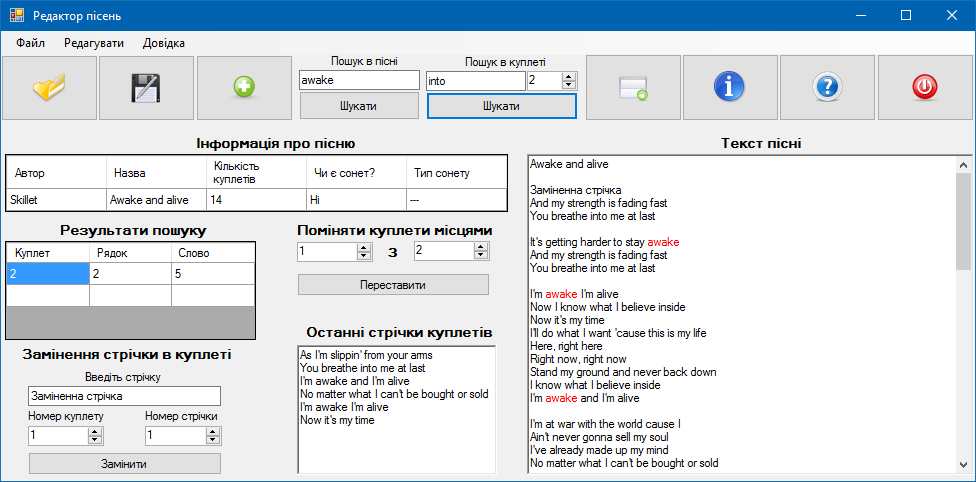 Редактор пісень
Файл Редагувати Довідка
Пошук в пісні
awake
Шукати
Пошук в куплеті
into 2
Шукати
Інформація про пісню
Автор Назва Кількість куплетів Чи є сонет? Тип сонету
Skillet Awake and alive 14 Ні ---
Результати пошуку
Куплет Рядок Слово
2 2 5
Поміняти куплети місцями
1 З 2
Переставити
Замінення стрічки в куплеті
Введіть стрічку
Заміненна стрічка
Номер куплету Номер стрічки
1 1
Замінити
Останні стрічки куплетів
As I'm slippin' from your arms
You breathe into me at last
I'm awake and I'm alive
No matter what I can't be bought or sold
I'm awake I'm alive
Now it's my time
Текст пісні
Awake and alive
Заміненна стрічка
And my strength is fading fast
You breathe into me at last
It's getting harder to stay awake
And my strength is fading fast
You breathe into me at last
I'm awake I'm alive
Now I know what I believe inside
Now it's my time
I'll do what I want 'cause this is my life
Here, right here
Right now, right now
Stand my ground and never back down
I know what I believe inside
I'm awake and I'm alive
I'm at war with the world cause I
Ain't never gonna sell my soul
I've already made up my mind
No matter what I can't be bought or sold